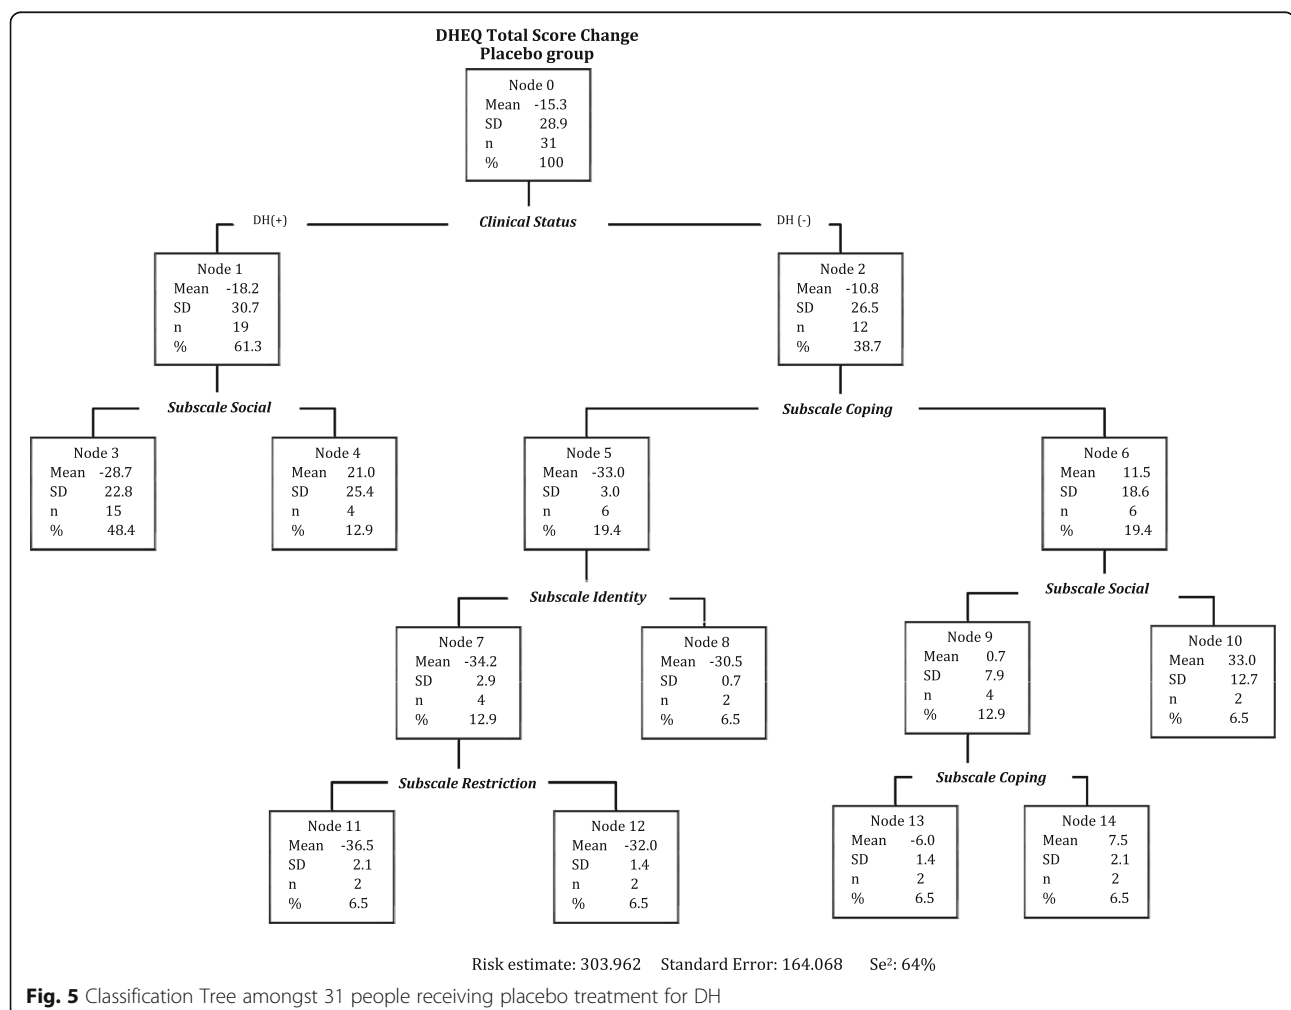 DHEQ Total Score Change
Placebo group
Node 0
Mean -15.3
SD 28.9
n 31
% 100
DH(+)
Clinical Status
DH (-)
Node 1
Mean -18.2
SD 30.7
n 19
% 61.3
Node 2
Mean -10.8
SD 26.5
n 12
% 38.7
Subscale Social
Subscale Coping
Node 3
Mean -28.7
SD 22.8
n 15
% 48.4
Node 4
Mean 21.0
SD 25.4
n 4
% 12.9
Node 5
Mean -33.0
SD 3.0
n 6
% 19.4
Node 6
Mean 11.5
SD 18.6
n 6
% 19.4
Subscale Identity
Subscale Social
Node 7
Mean -34.2
SD 2.9
n 4
% 12.9
Node 8
Mean -30.5
SD 0.7
n 2
% 6.5
Node 9
Mean 0.7
SD 7.9
n 4
% 12.9
Node 10
Mean 33.0
SD 12.7
n 2
% 6.5
Subscale Restriction
Subscale Coping
Node 11
Mean -36.5
SD 2.1
n 2
% 6.5
Node 12
Mean -32.0
SD 1.4
n 2
% 6.5
Node 13
Mean -6.0
SD 1.4
n 2
% 6.5
Node 14
Mean 7.5
SD 2.1
n 2
% 6.5
Risk estimate: 303.962 Standard Error: 164.068 Se²: 64%
Fig. 5 Classification Tree amongst 31 people receiving placebo treatment for DH